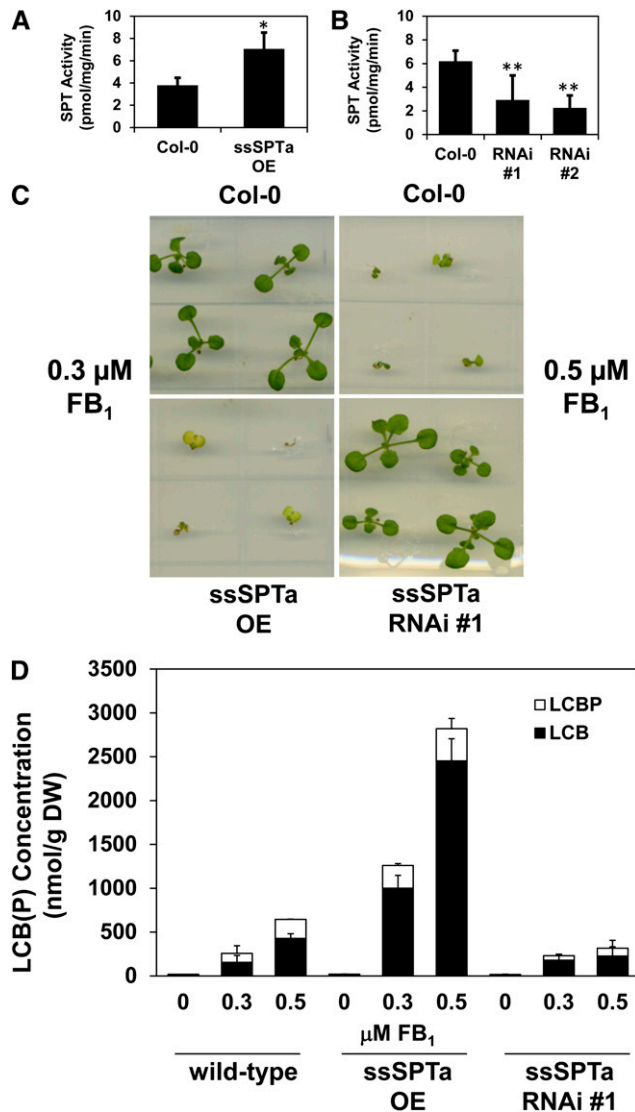 A
SPT Activity
(pmol/mg/min)
10
8
6
4
2
0
*
Col-0
ssSPTa
OE
B
SPT Activity
(pmol/mg/min)
10
8
6
4
2
0
**
**
Col-0
RNAi
#1
RNAi
#2
C
Col-0
Col-0
0.3 µM
FB1
0.5 µM
FB1
ssSPTa
OE
ssSPTa
RNAi #1
D
LCB(P) Concentration
(nmol/g DW)
3500
3000
2500
2000
1500
1000
500
0
LCBP
LCB
0 0.3 0.5 0 0.3 0.5 0 0.3 0.5
µM FB1
wild-type
ssSPTa
OE
ssSPTa
RNAi #1